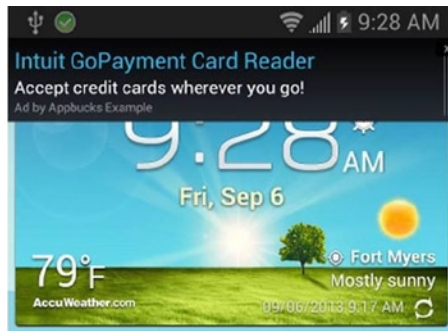 9:28 AM
Intuit GoPayment Card Reader
Accept credit cards wherever you go!
Ad by Appbucks Example
9:28
AM
Fri, Sep 6
79°F
Fort Myers
Mostly sunny
AccuWeather.com
09/06/2013 9:17 AM